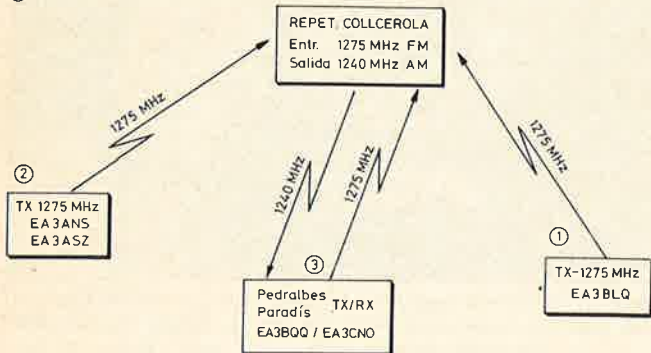 REPET. COLLCEROLA
Entr. 1275 MHz FM
Salida 1240 MHz AM
1275 MHz
1240 MHz
1275 MHz
1275 MHz
②
TX 1275 MHz
EA3ANS
EA3ASZ
③
Pedralbes
Paradís
TX/RX
EA3BQQ / EA3CNO
①
TX-1275 MHz
EA3BLQ